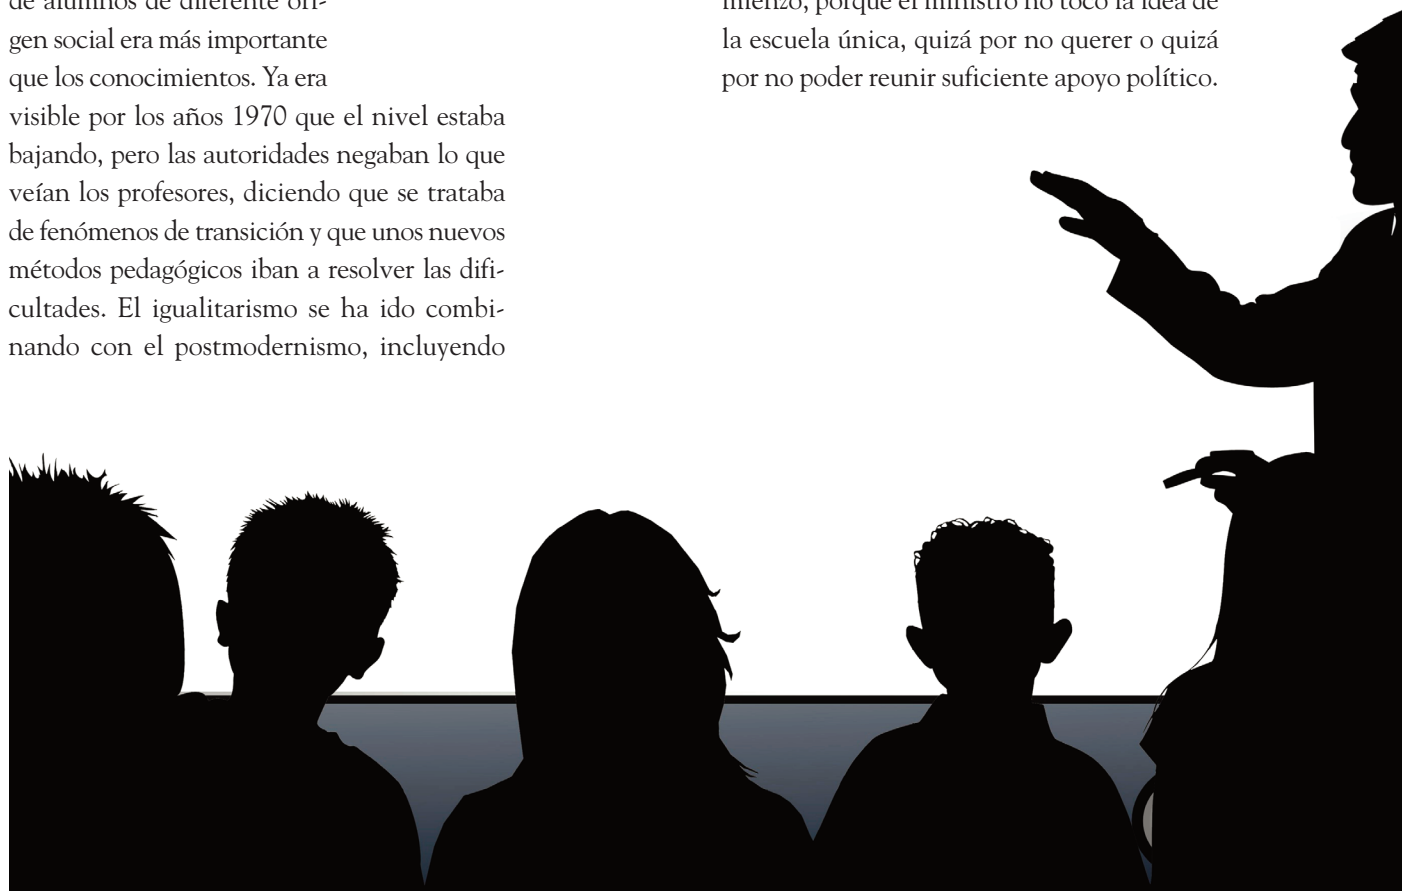 de alumnos de diferente ori-
gen social era más importante
que los conocimientos. Ya era
visible por los años 1970 que el nivel estaba
bajando, pero las autoridades negaban lo que
veían los profesores, diciendo que se trataba
de fenómenos de transición y que unos nuevos
métodos pedagógicos iban a resolver las difi-
cultades. El igualitarismo se ha ido combi-
nando con el postmodernismo, incluyendo
mienzo, porque el ministro no tocó la idea de
la escuela única, quizá por no querer o quizá
por no poder reunir suficiente apoyo político.